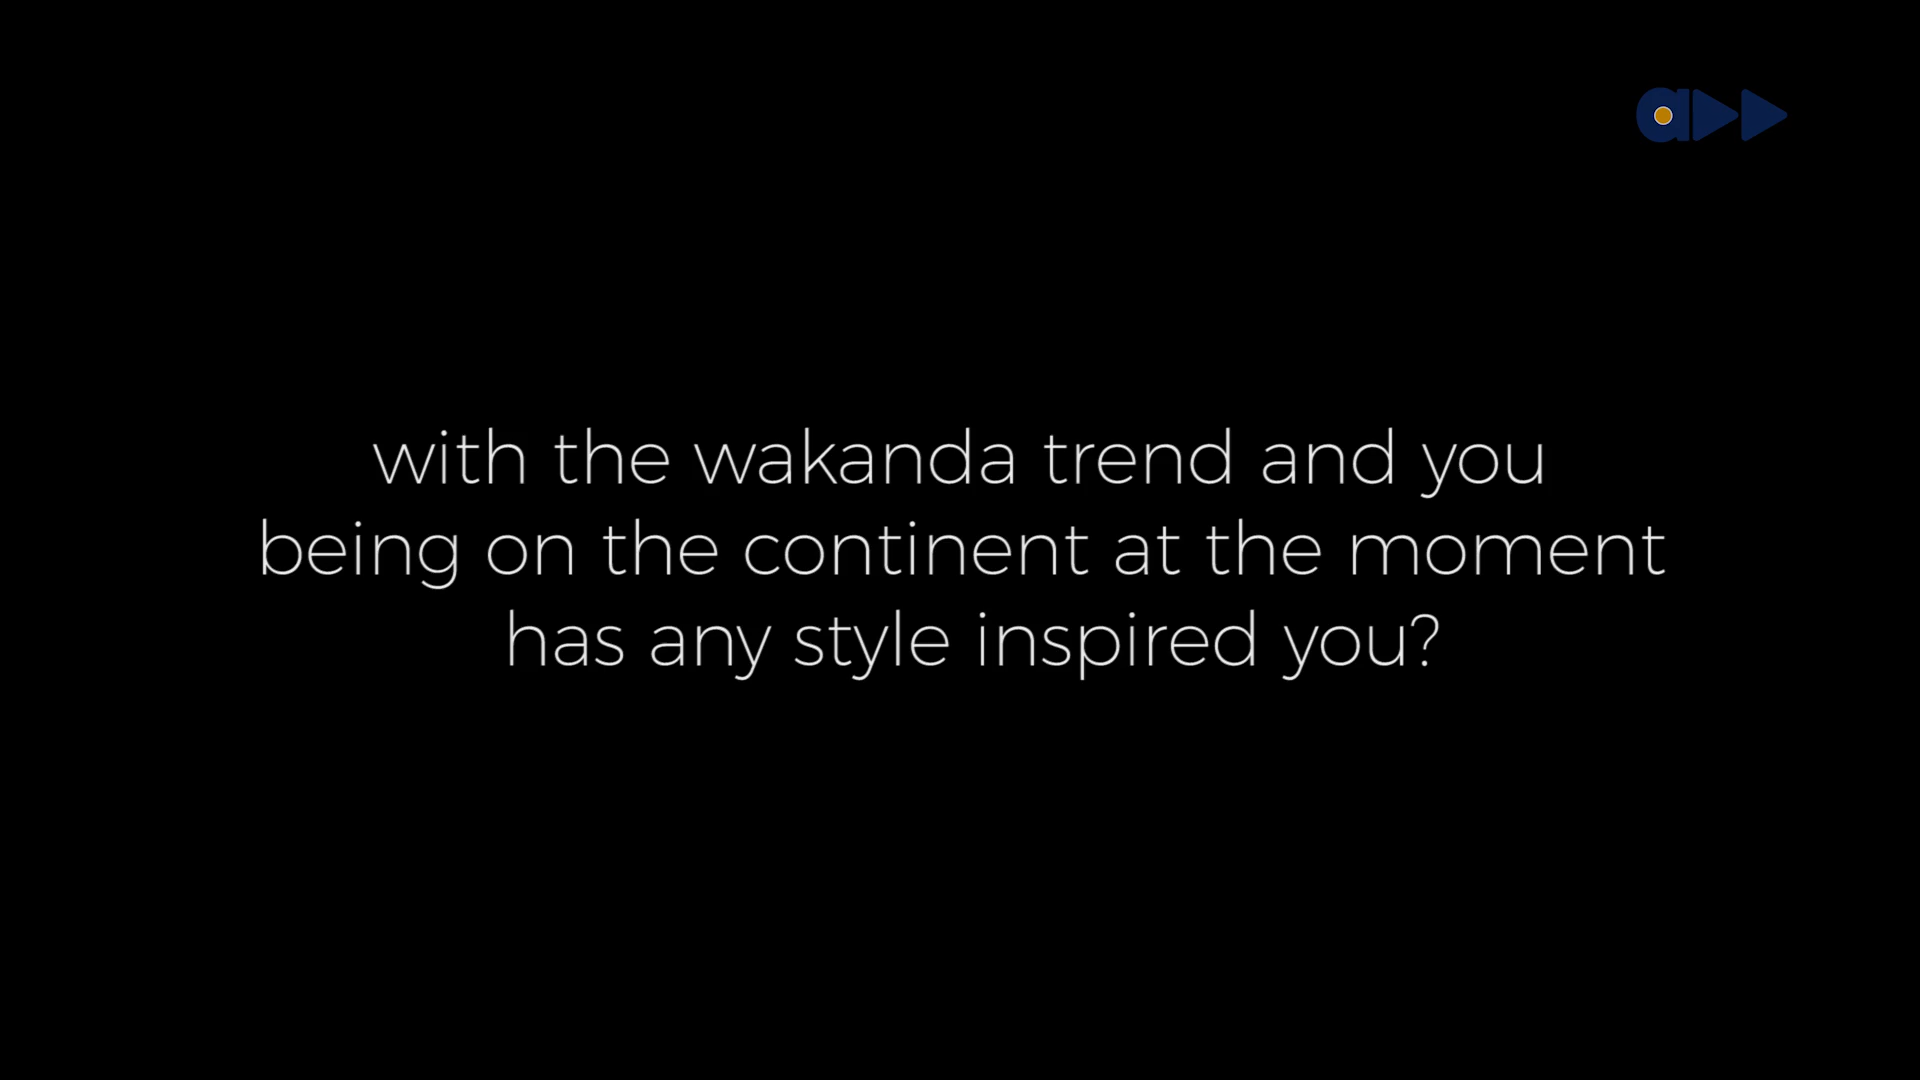 with the wakanda trend and you
being on the continent at the moment
has any style inspired you?